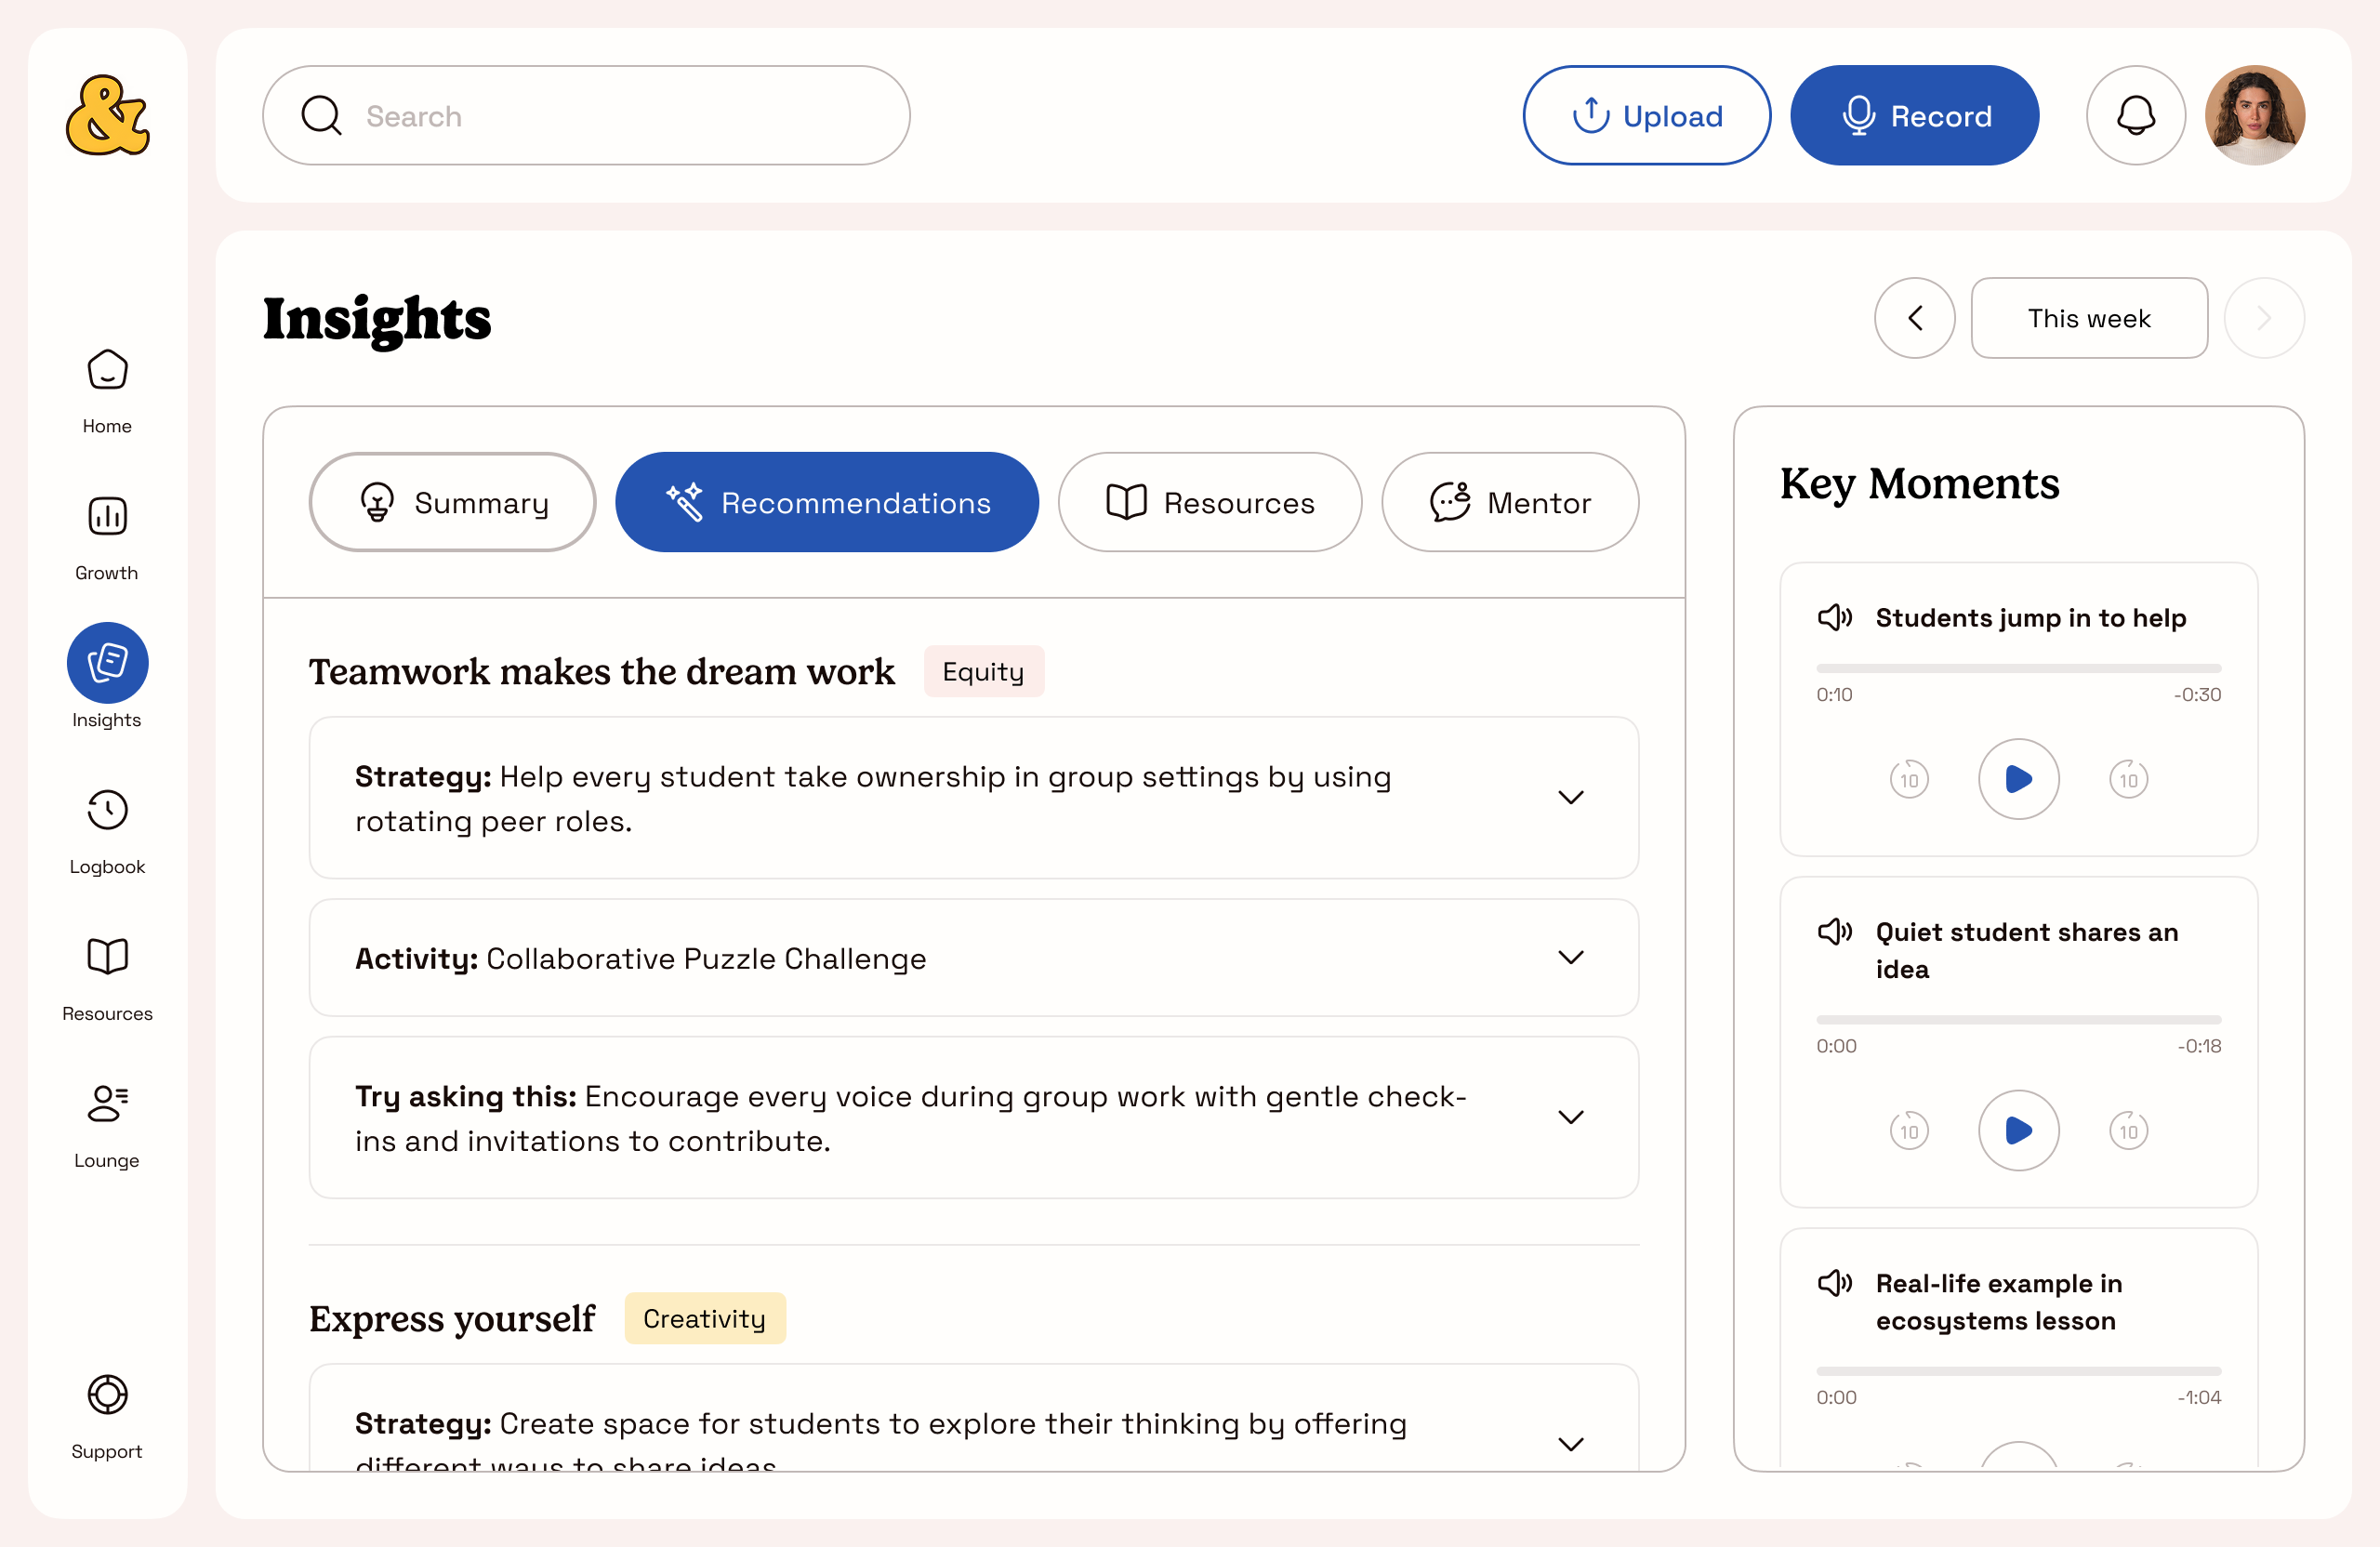 &
Search
Upload
Record
Home
Growth
Insights
Logbook
Resources
Lounge
Support
Insights
This week
Summary
Recommendations
Resources
Mentor
Teamwork makes the dream work
Equity
Strategy: Help every student take ownership in group settings by using
rotating peer roles.
Activity: Collaborative Puzzle Challenge
Try asking this: Encourage every voice during group work with gentle check-
ins and invitations to contribute.
Express yourself
Creativity
Strategy: Create space for students to explore their thinking by offering
different ways to share ideas
Key Moments
Students jump in to help
0:10
-0:30
10
10
Quiet student shares an
idea
0:00
-0:18
10
10
Real-life example in
ecosystems lesson
0:00
-1:04